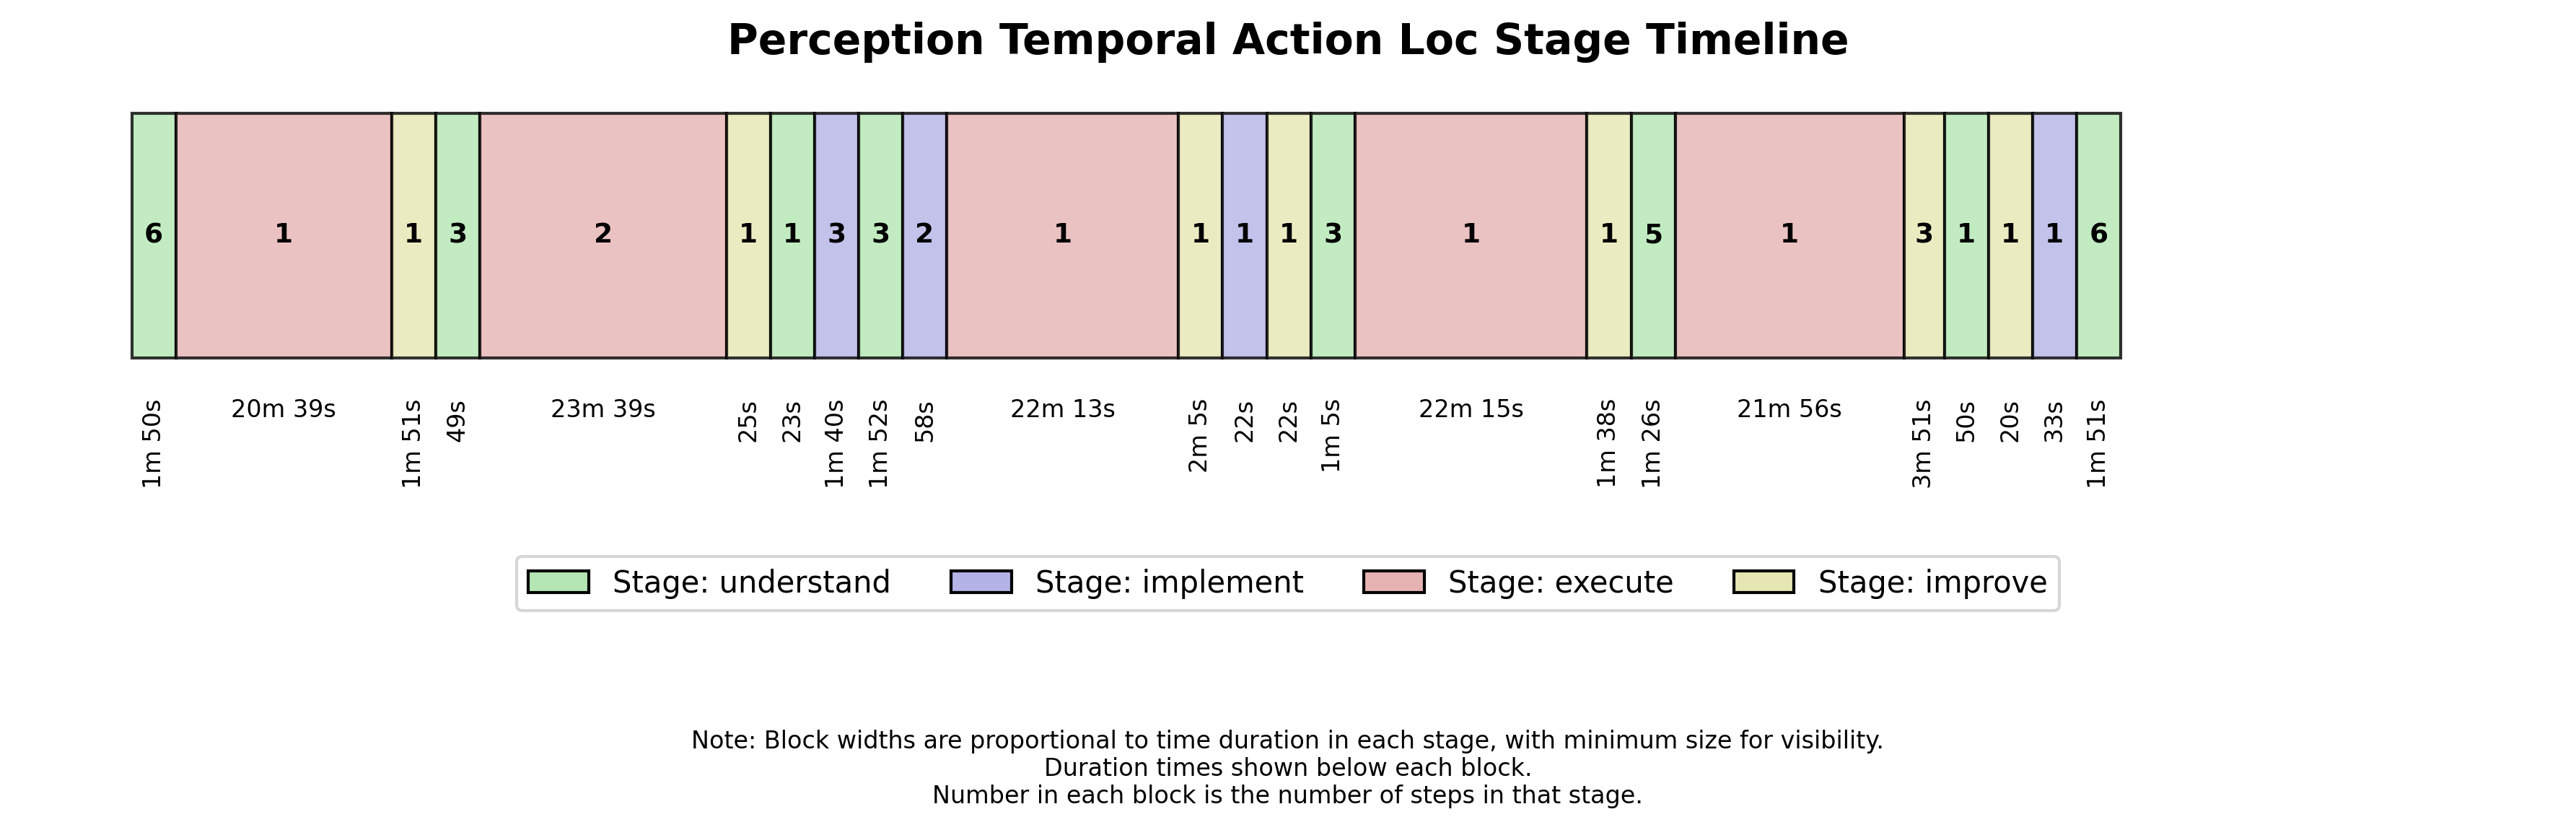 Perception Temporal Action Loc Stage Timeline
6 1 1 3 2 1 1 3 3 2 1 1 1 1 3 1 1 5 1 3 1 1 1 6
1m 50s 20m 39s 1m 51s 49s 23m 39s 25s 23s 1m 40s 1m 52s 58s 22m 13s 2m 5s 22s 22s 1m 5s 22m 15s 1m 38s 1m 26s 21m 56s 3m 51s 50s 20s 33s 1m 51s
Stage: understand Stage: implement Stage: execute Stage: improve
Note: Block widths are proportional to time duration in each stage, with minimum size for visibility.
Duration times shown below each block.
Number in each block is the number of steps in that stage.